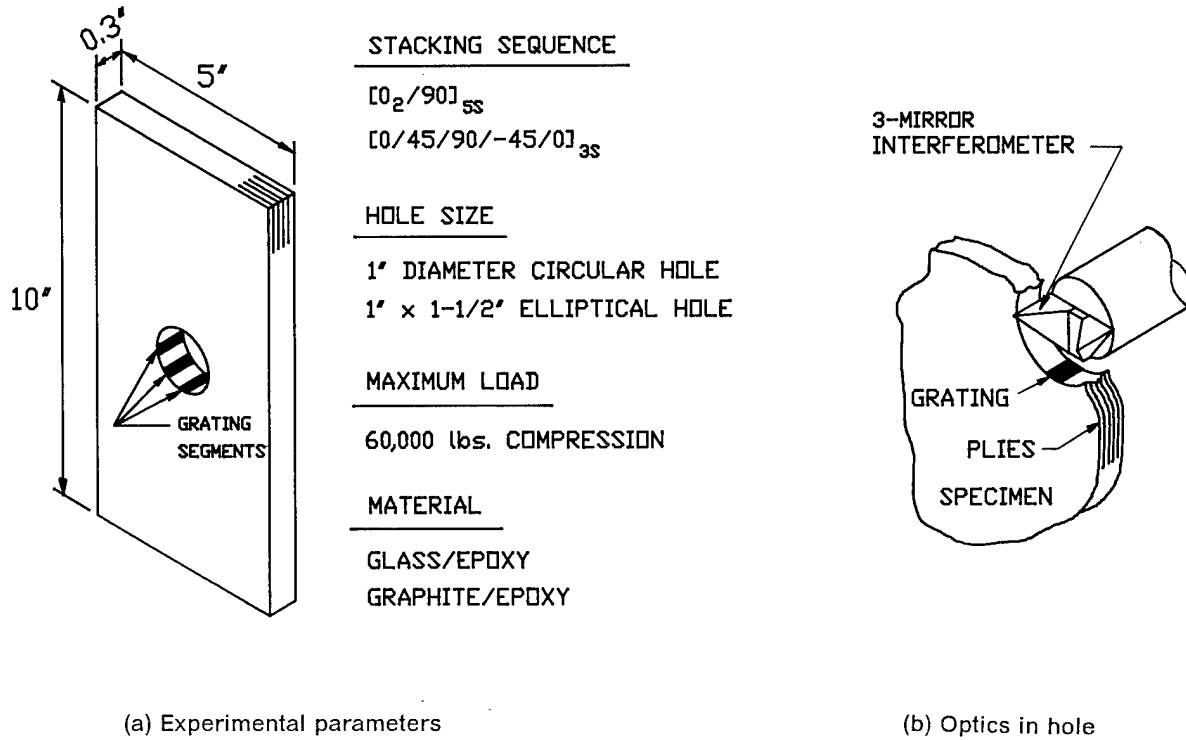 0.3"
5"
10"
GRATING
SEGMENTS
STACKING SEQUENCE
[0₂/90]₅S
[0/45/90/-45/0]₃S
HOLE SIZE
1" DIAMETER CIRCULAR HOLE
1" x 1-1/2" ELLIPTICAL HOLE
MAXIMUM LOAD
60,000 lbs. COMPRESSION
MATERIAL
GLASS/EPOXY
GRAPHITE/EPOXY
(a) Experimental parameters
3-MIRROR
INTERFEROMETER
GRATING
PLIES
SPECIMEN
(b) Optics in hole